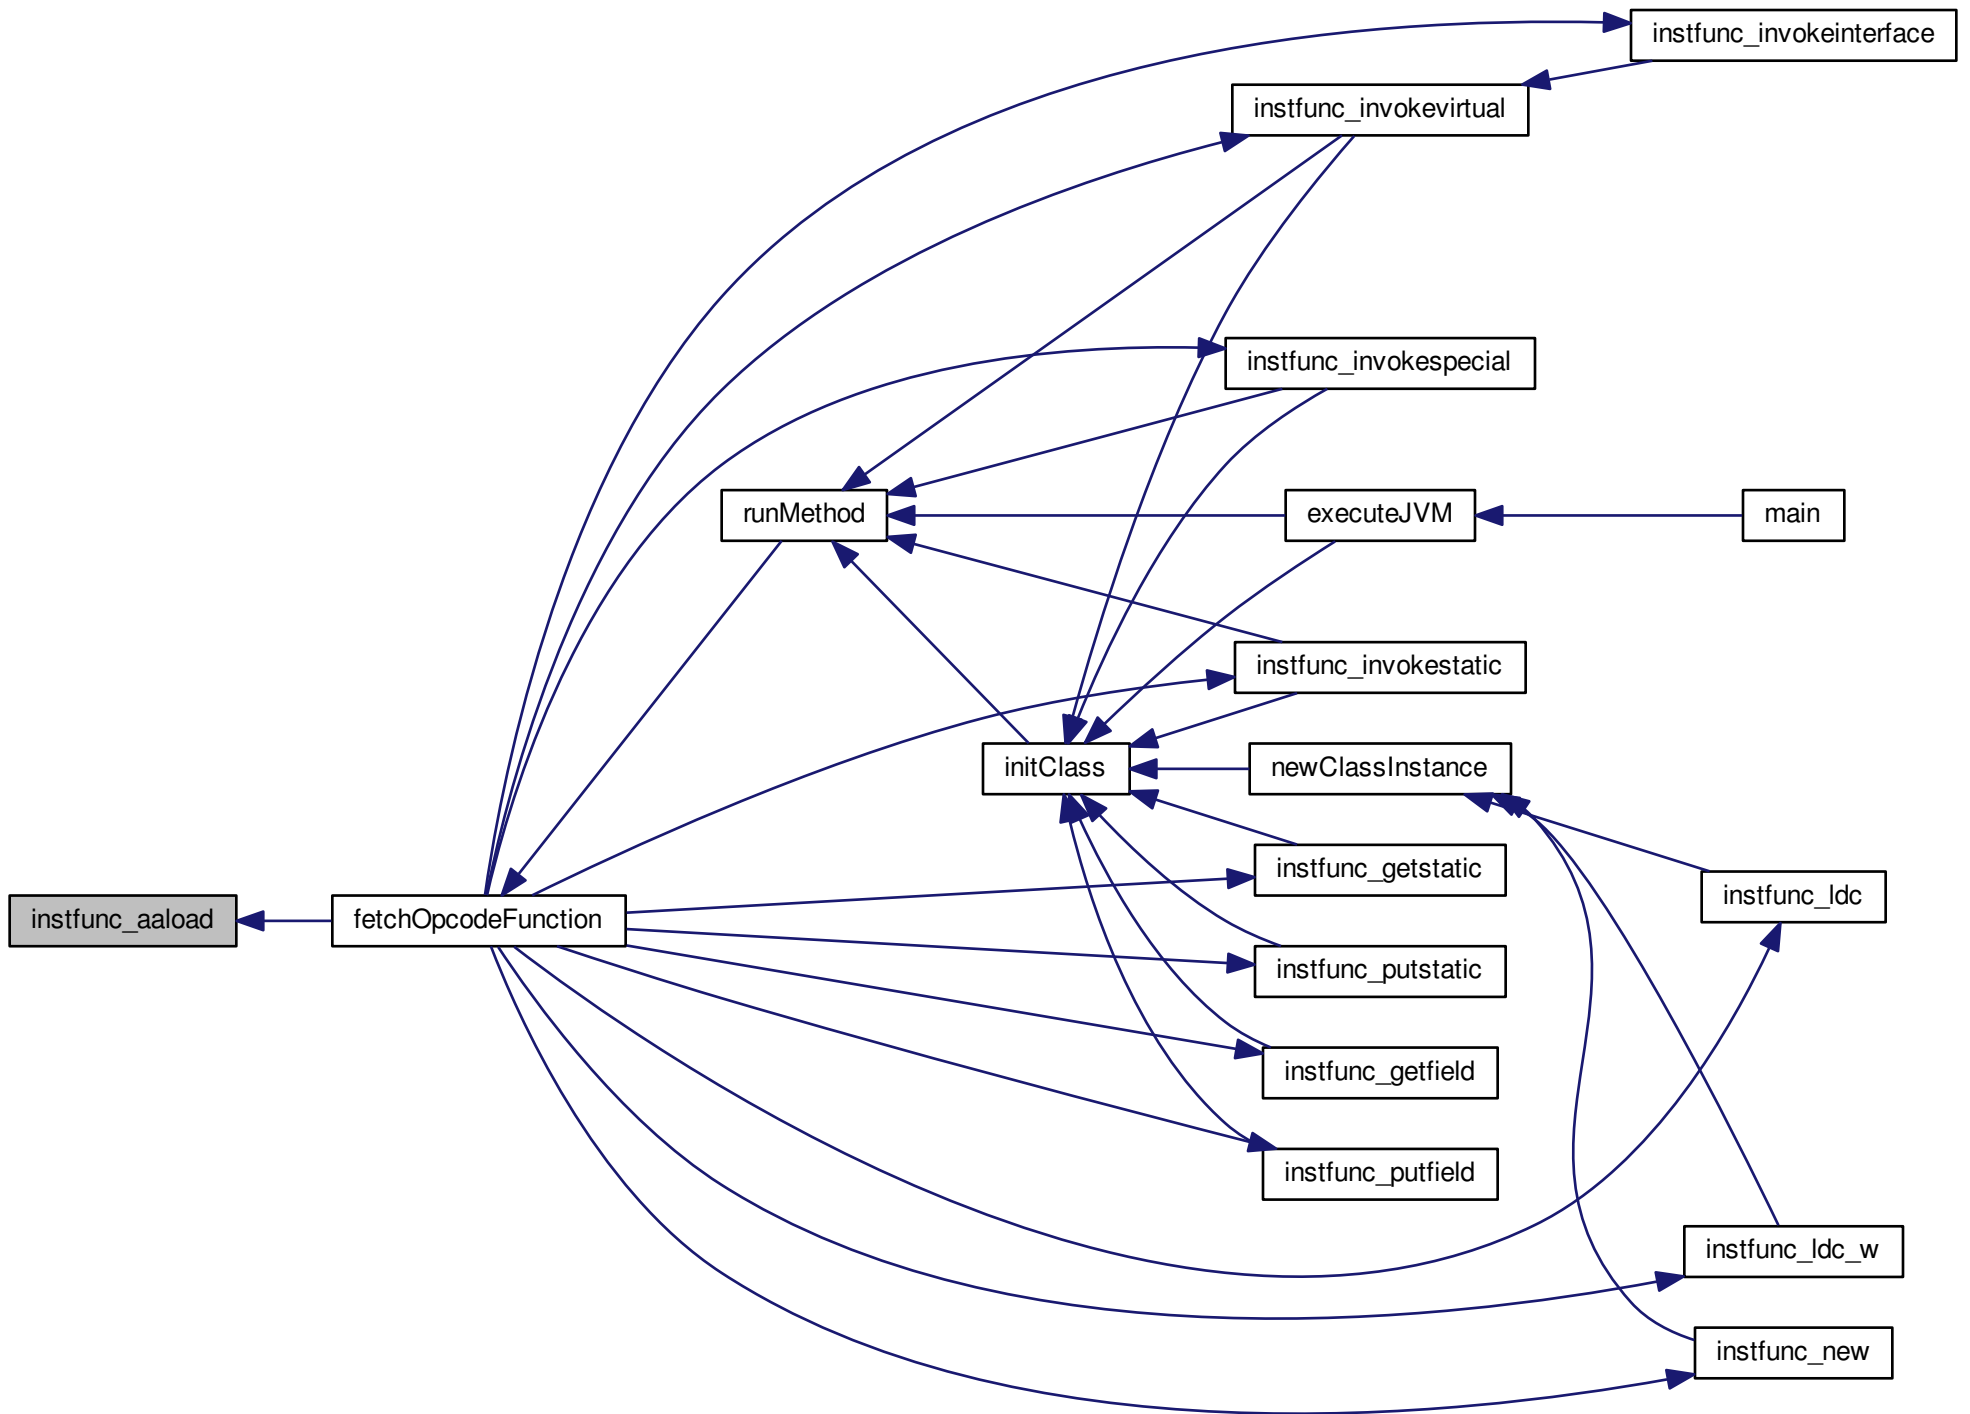 instfunc_invokeinterface
instfunc_invokevirtual
instfunc_invokespecial
runMethod
executeJVM
main
instfunc_invokestatic
initClass
newClassInstance
instfunc_getstatic
instfunc_ldc
instfunc_aaload
fetchOpcodeFunction
instfunc_putstatic
instfunc_getfield
instfunc_putfield
instfunc_ldc_w
instfunc_new